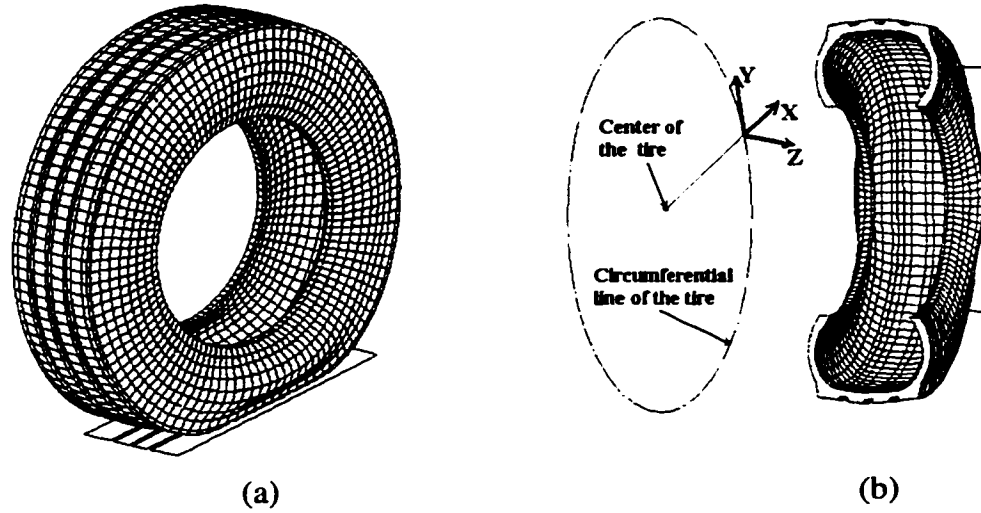 Y
X
Center of
the tire
Z
Circumferential
line of the tire
(a)
(b)